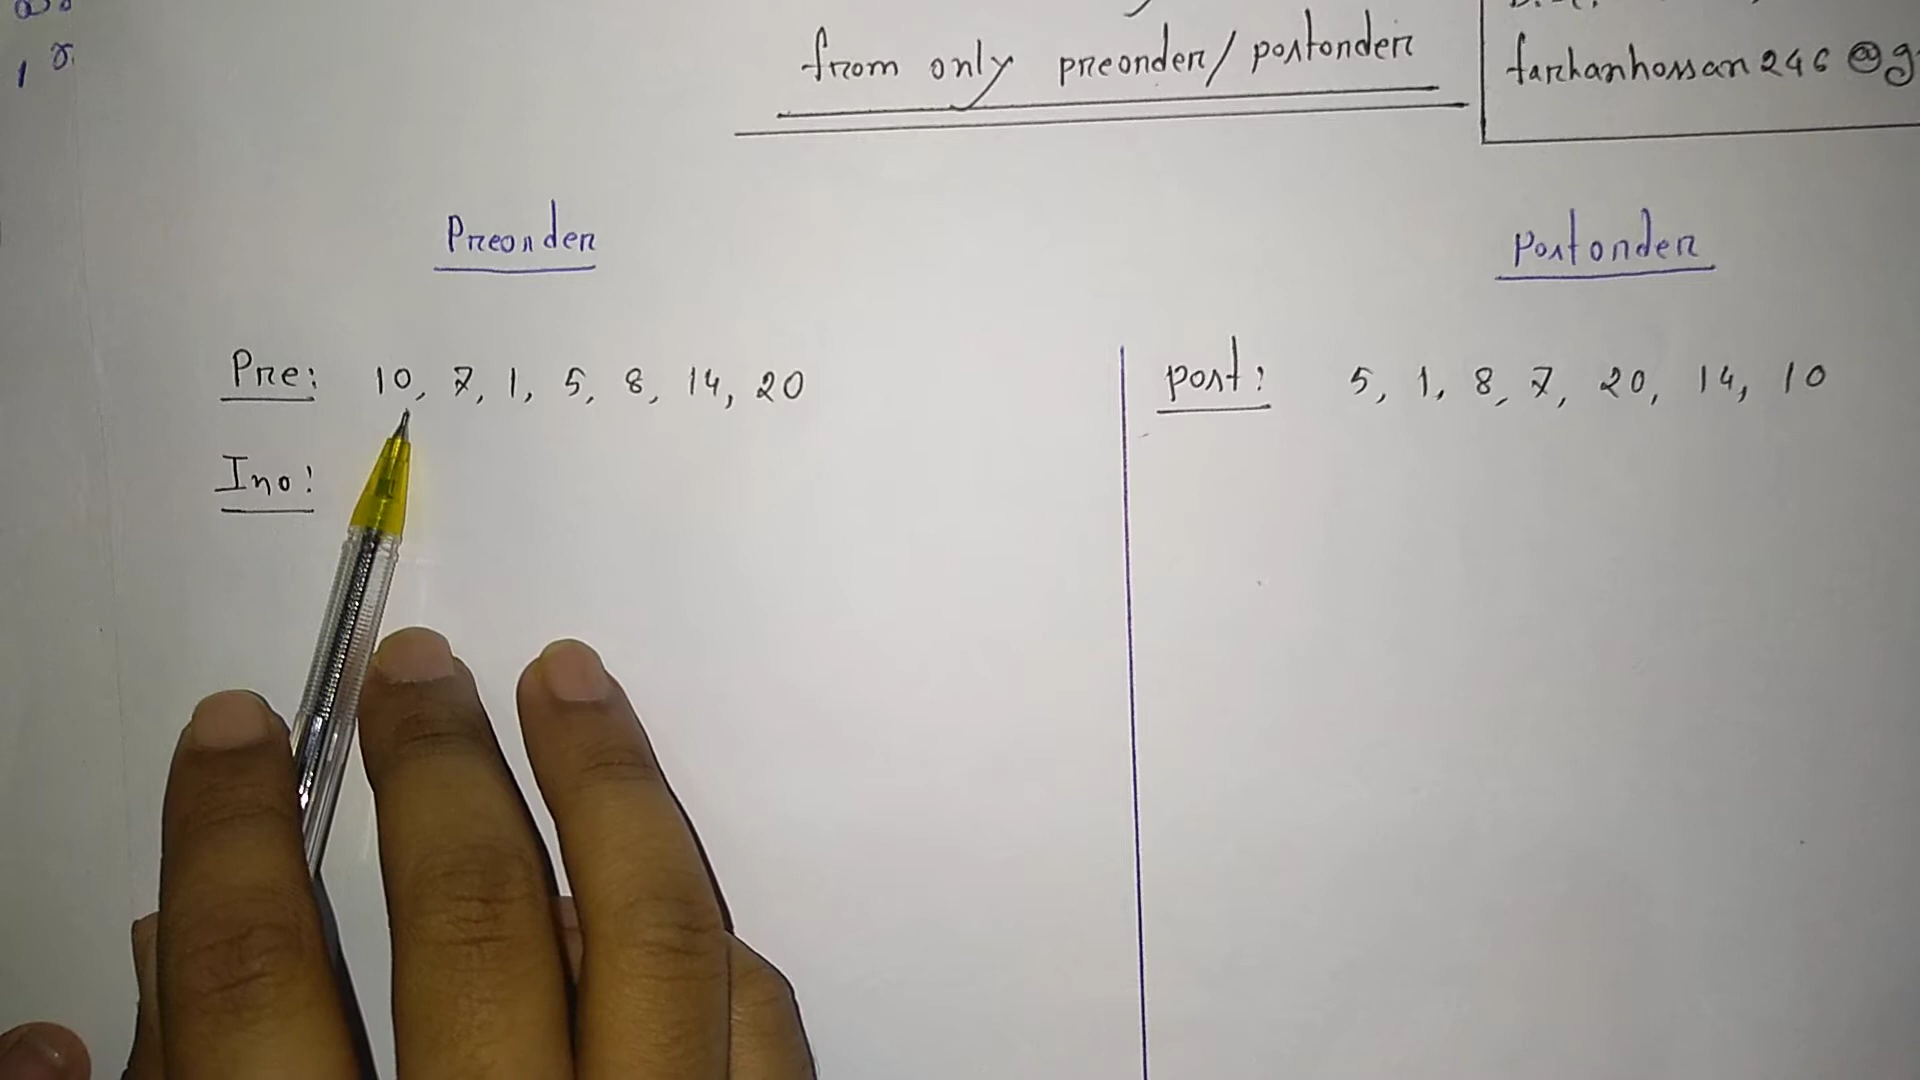 from only preorder/postorder
farhanhossan246@g
Preorder
Postorder
Pre: 10, 7, 1, 5, 8, 14, 20
post: 5, 1, 8, 7, 20, 14, 10
Ino: